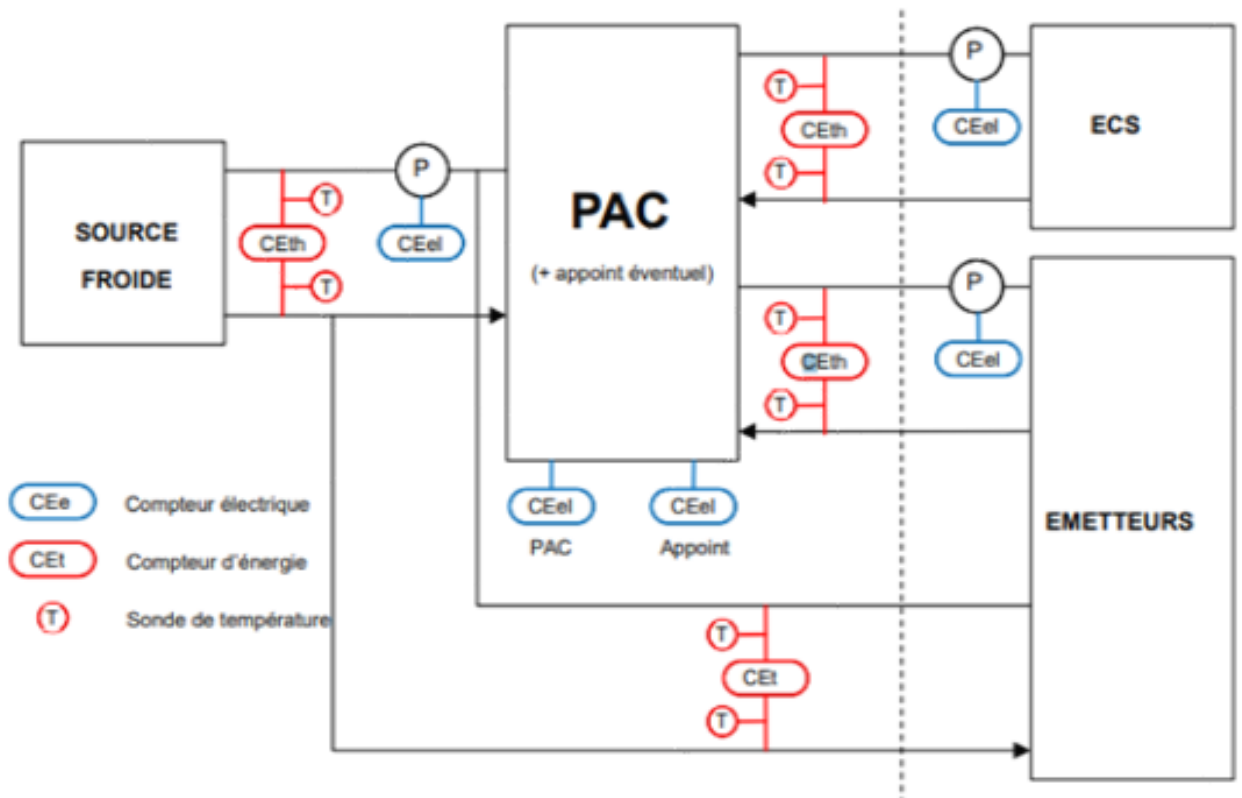 P
P
T
CEth
CEel
ECS
T
P
SOURCE
FROIDE
T
CEth
CEel
T
PAC
(+ appoint éventuel)
P
T
CEth
CEel
T
CEel
CEel
PAC
Appoint
EMETTEURS
CEe
Compteur électrique
CEt
Compteur d'énergie
T
Sonde de température
T
CEt
T